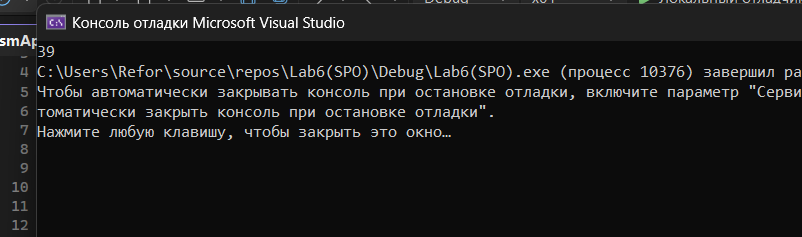 Консоль отладки Microsoft Visual Studio
39
C:\Users\Refor\source\repos\Lab6(SPO)\Debug\Lab6(SPO).exe (процесс 10376) завершил ра
Чтобы автоматически закрывать консоль при остановке отладки, включите параметр "Серви
томатически закрыть консоль при остановке отладки".
Нажмите любую клавишу, чтобы закрыть это окно…
smAp
4
5
6
7
8
9
10
11
12